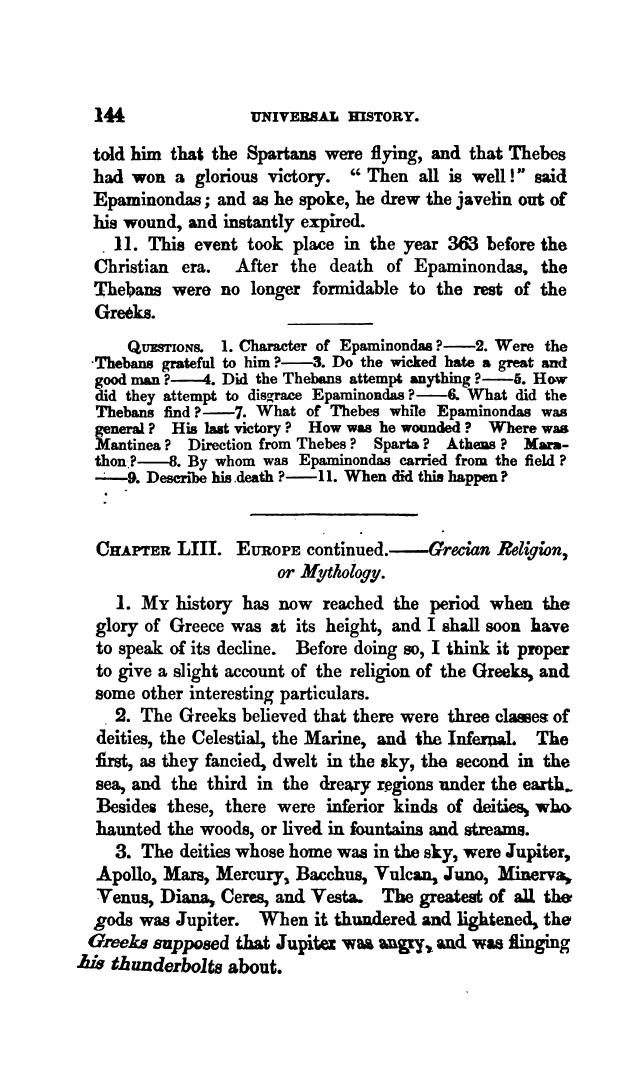 144 UNIVERSAL HISTORY.
told him that the Spartans were flying, and that Thebes
had won a glorious victory. “ Then all is well!” said
Epaminondas; and as he spoke, he drew the javelin out of
his wound, and instantly expired.
11. This event took place in the year 363 before the
Christian era. After the death of Epaminondas, the
Thebans were no longer formidable to the rest of the
Greeks.
QUESTIONS. 1. Character of Epaminondas?——2. Were the
Thebans grateful to him?——3. Do the wicked hate a great and
good man?——4. Did the Thebans attempt anything?——5. How
did they attempt to disgrace Epaminondas?——6. What did the
Thebans find?——7. What of Thebes while Epaminondas was
general? His last victory? How was he wounded? Where was
Mantinea? Direction from Thebes? Sparta? Athens? Mara-
thon?——8. By whom was Epaminondas carried from the field?
——9. Describe his death?——11. When did this happen?
CHAPTER LIII. EUROPE continued.——Grecian Religion,
or Mythology.
1. MY history has now reached the period when the
glory of Greece was at its height, and I shall soon have
to speak of its decline. Before doing so, I think it proper
to give a slight account of the religion of the Greeks, and
some other interesting particulars.
2. The Greeks believed that there were three classes of
deities, the Celestial, the Marine, and the Infernal. The
first, as they fancied, dwelt in the sky, the second in the
sea, and the third in the dreary regions under the earth.
Besides these, there were inferior kinds of deities, who
haunted the woods, or lived in fountains and streams.
3. The deities whose home was in the sky, were Jupiter,
Apollo, Mars, Mercury, Bacchus, Vulcan, Juno, Minerva,
Venus, Diana, Ceres, and Vesta. The greatest of all the
gods was Jupiter. When it thundered and lightened, the
Greeks supposed that Jupiter was angry, and was flinging
his thunderbolts about.